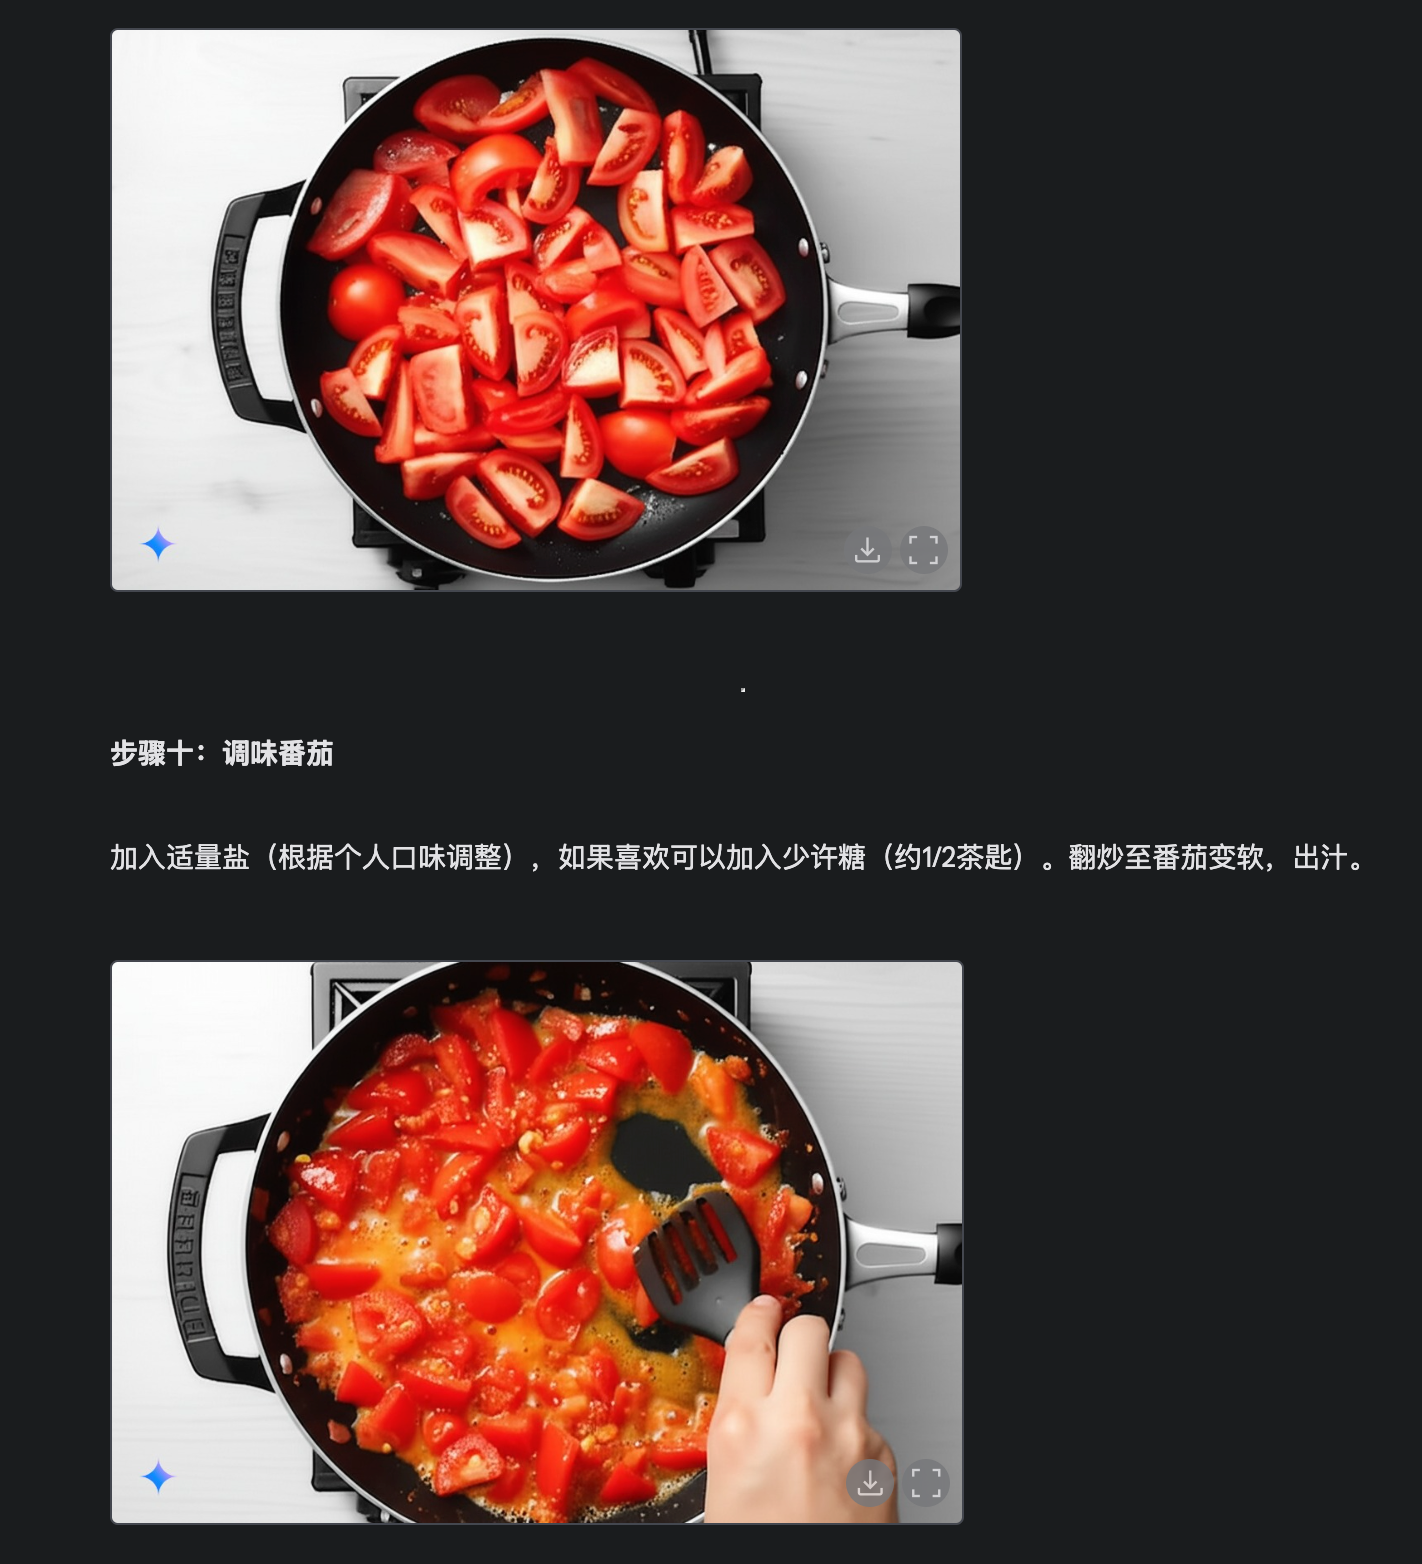 步骤十：调味番茄
加入适量盐（根据个人口味调整），如果喜欢可以加入少许糖（约1/2茶匙）。翻炒至番茄变软，出汁。